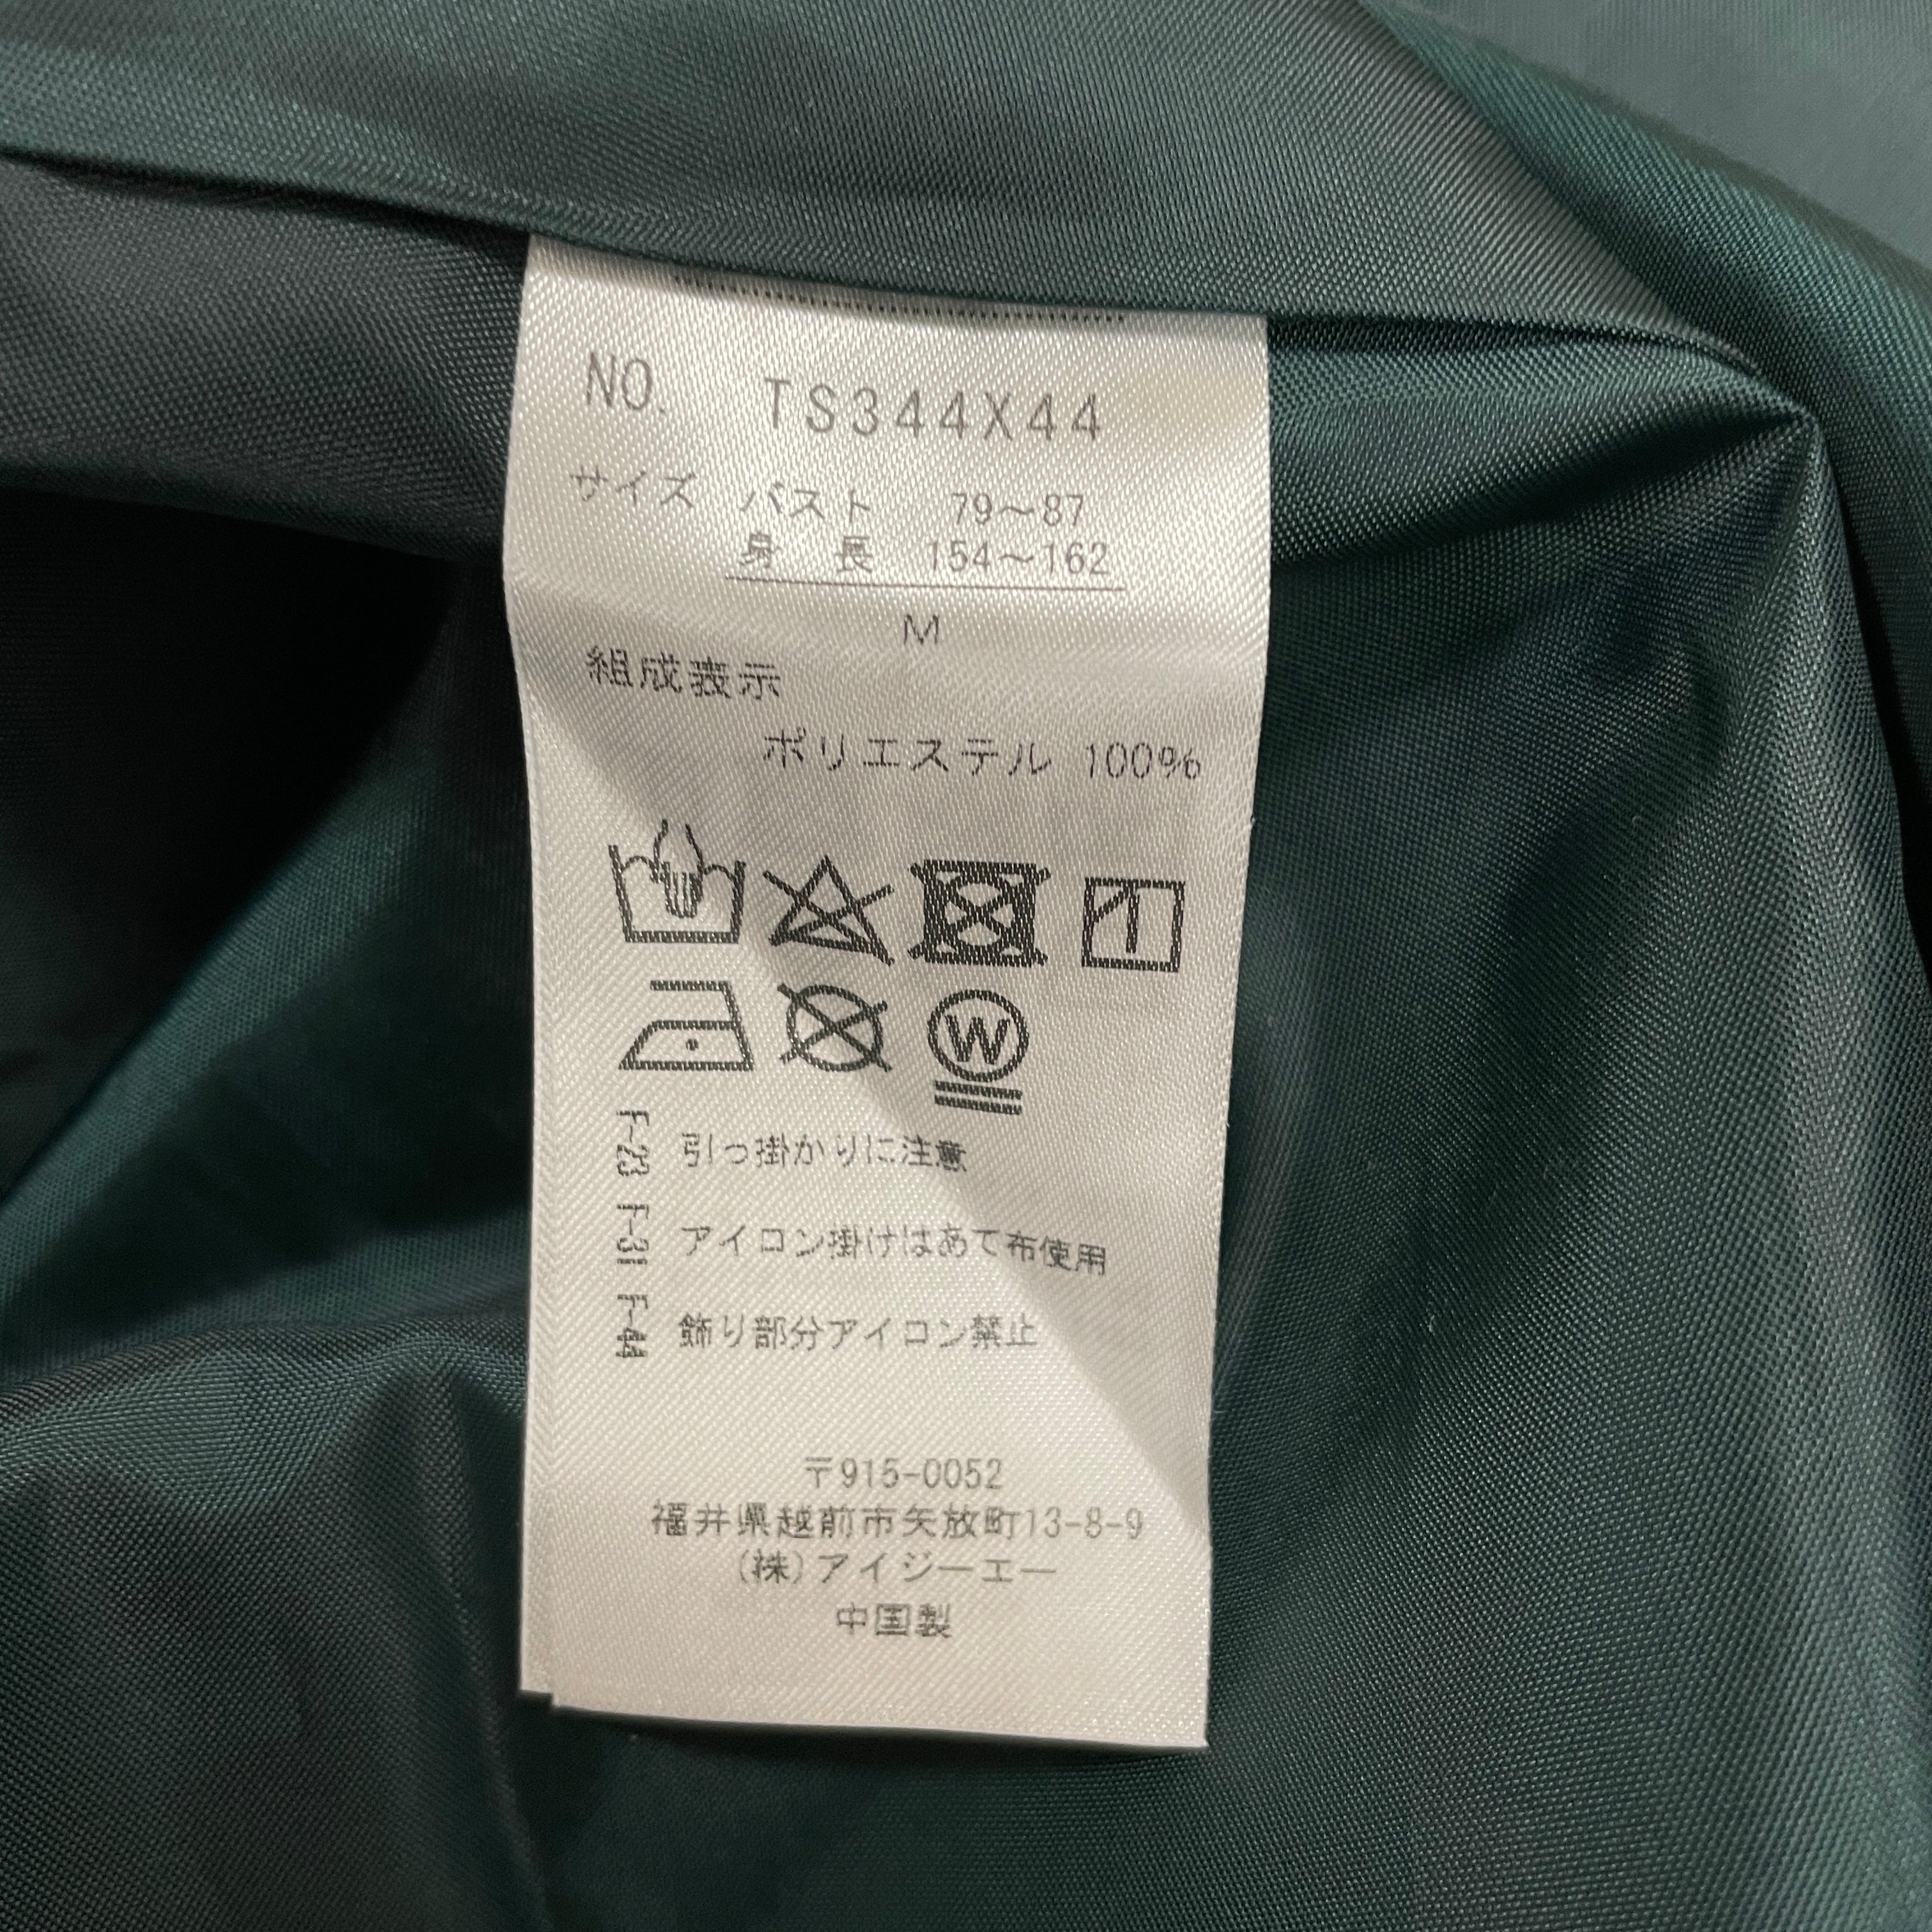 NO. TS344X44
サイズ バスト 79～87
身長 154～162
M
組成表示
ポリエステル 100%
W
F-23 引っ掛かりに注意
F-31 アイロン掛けはあて布使用
F-44 飾り部分アイロン禁止
〒915-0052
福井県越前市矢放町13-8-9
(株)アイジーエー
中国製